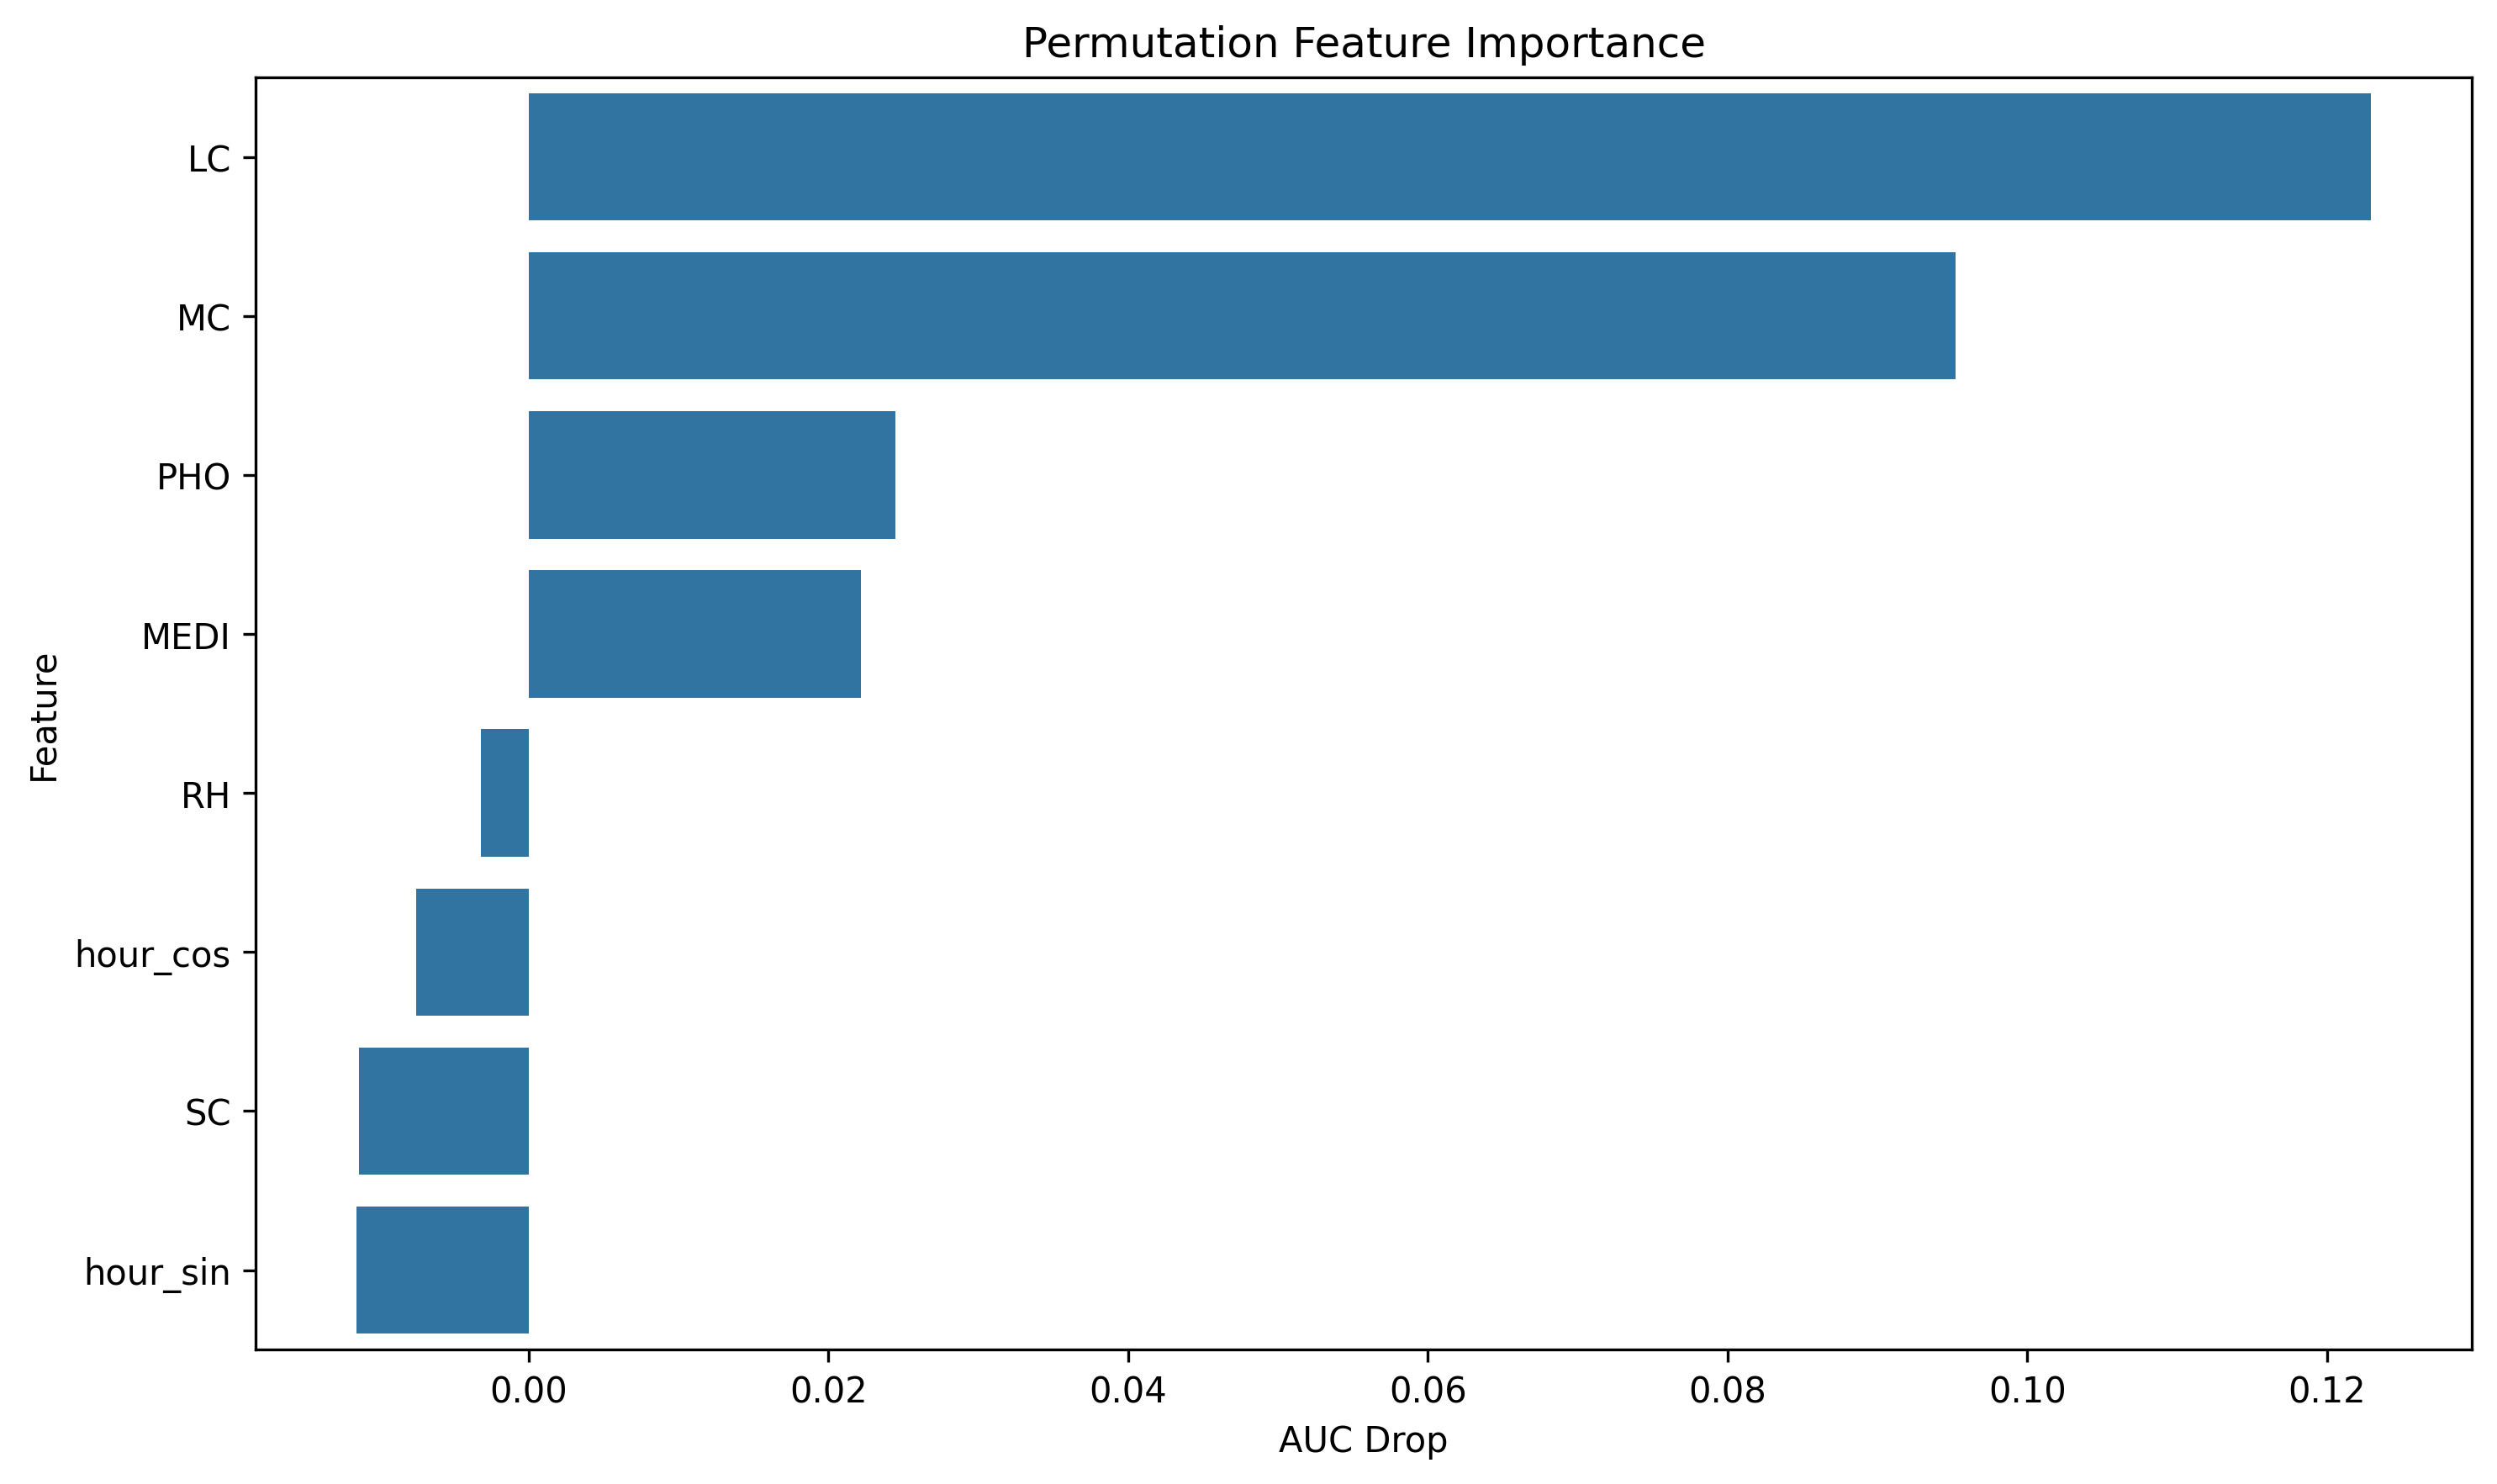 Permutation Feature Importance
Feature
LC
MC
PHO
MEDI
RH
hour_cos
SC
hour_sin
0.00 0.02 0.04 0.06 0.08 0.10 0.12
AUC Drop